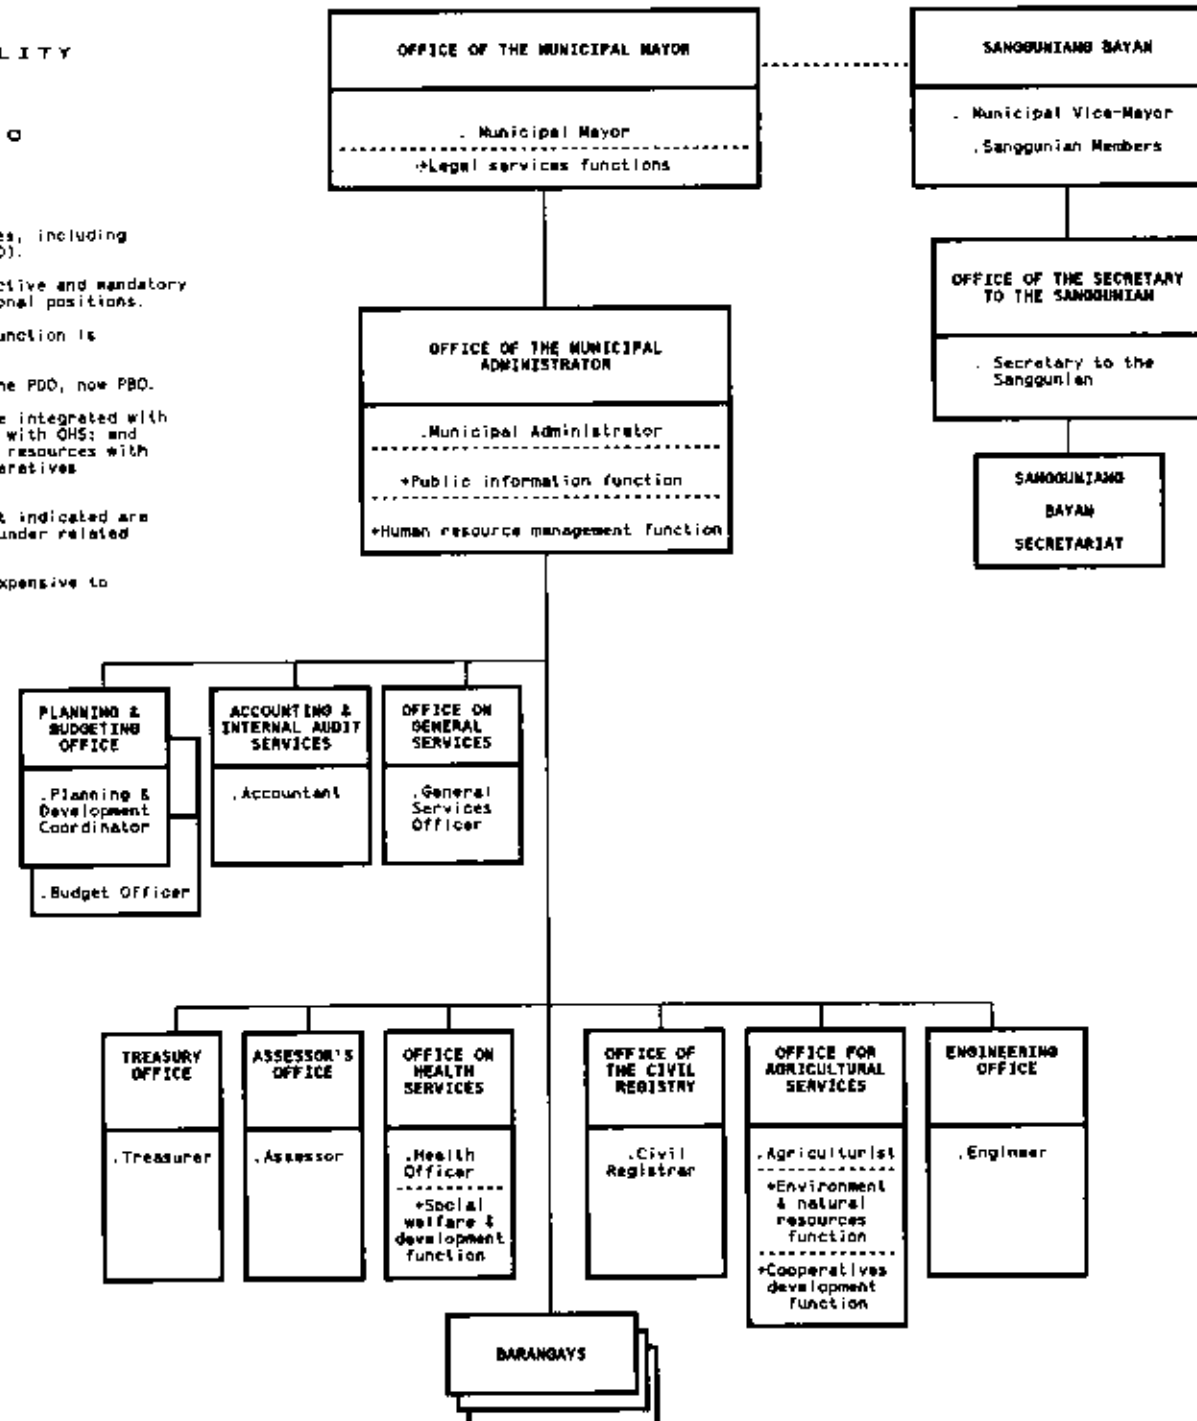 LITY
O
OFFICE OF THE MUNICIPAL MAYOR
. Municipal Mayor
+Legal services functions
SANGGUNIANG BAYAN
. Municipal Vice-Mayor
.Sanggunian Members
es, including
O).
ctive and mandatory
onal positions.
unction is
he PDO, now PBO.
e integrated with
with OHS; and
resources with
eratives
t indicated are
under related
xpensive to
OFFICE OF THE SECRETARY
TO THE SANGGUNIAN
. Secretary to the
Sanggunian
SANGGUNIANG
BAYAN
SECRETARIAT
OFFICE OF THE MUNICIPAL
ADMINISTRATOR
.Municipal Administrator
+Public information function
+Human resource management function
PLANNING &
BUDGETING
OFFICE
.Planning &
Development
Coordinator
.Budget Officer
ACCOUNTING &
INTERNAL AUDIT
SERVICES
.Accountant
OFFICE ON
GENERAL
SERVICES
.General
Services
Officer
TREASURY
OFFICE
.Treasurer
ASSESSOR'S
OFFICE
.Assessor
OFFICE ON
HEALTH
SERVICES
.Health
Officer
+Social
welfare &
development
function
OFFICE OF
THE CIVIL
REGISTRY
.Civil
Registrar
OFFICE FOR
AGRICULTURAL
SERVICES
.Agriculturist
+Environment
& natural
resources
function
+Cooperatives
development
function
ENGINEERING
OFFICE
.Engineer
BARANGAYS